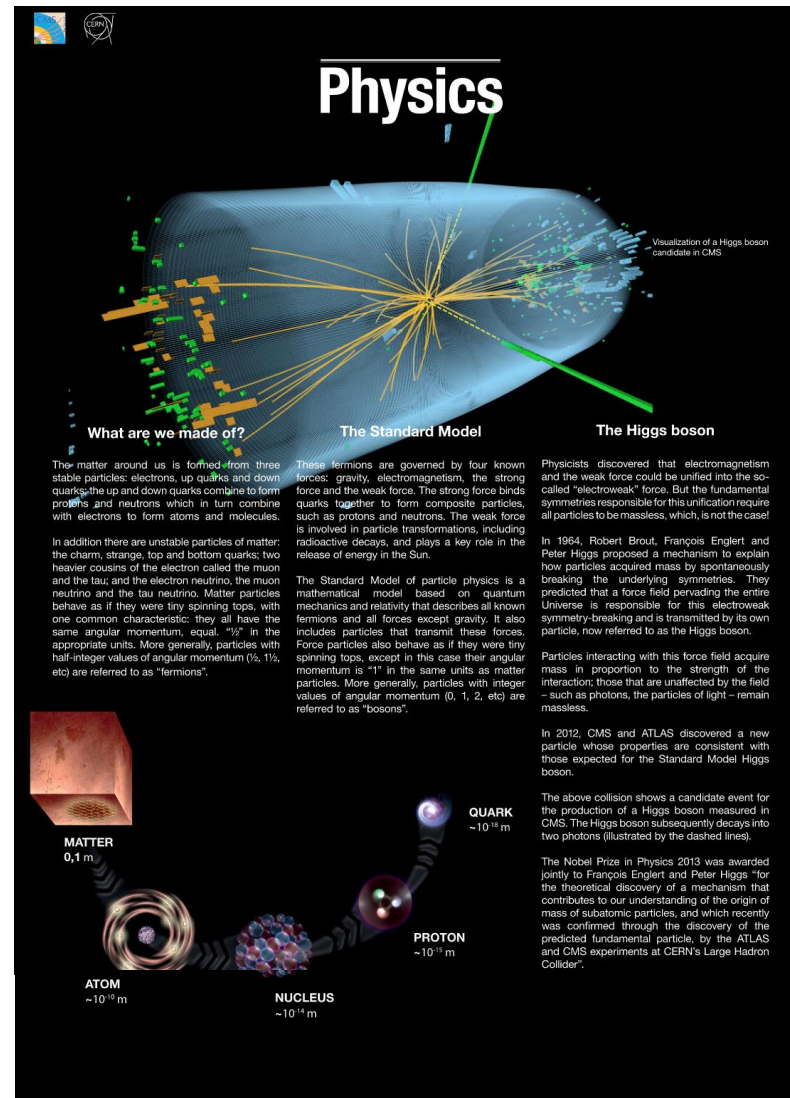 CMS
CERN
Physics
Visualization of a Higgs boson
candidate in CMS
What are we made of?
The matter around us is formed from three
stable particles: electrons, up quarks and down
quarks; the up and down quarks combine to form
protons and neutrons which in turn combine
with electrons to form atoms and molecules.
In addition there are unstable particles of matter:
the charm, strange, top and bottom quarks; two
heavier cousins of the electron called the muon
and the tau; and the electron neutrino, the muon
neutrino and the tau neutrino. Matter particles
behave as if they were tiny spinning tops, with
one common characteristic: they all have the
same angular momentum, equal. “½” in the
appropriate units. More generally, particles with
half-integer values of angular momentum (½, 1½,
etc) are referred to as “fermions”.
The Standard Model
These fermions are governed by four known
forces: gravity, electromagnetism, the strong
force and the weak force. The strong force binds
quarks together to form composite particles,
such as protons and neutrons. The weak force
is involved in particle transformations, including
radioactive decays, and plays a key role in the
release of energy in the Sun.
The Standard Model of particle physics is a
mathematical model based on quantum
mechanics and relativity that describes all known
fermions and all forces except gravity. It also
includes particles that transmit these forces.
Force particles also behave as if they were tiny
spinning tops, except in this case their angular
momentum is “1” in the same units as matter
particles. More generally, particles with integer
values of angular momentum (0, 1, 2, etc) are
referred to as “bosons”.
The Higgs boson
Physicists discovered that electromagnetism
and the weak force could be unified into the so-
called “electroweak” force. But the fundamental
symmetries responsible for this unification require
all particles to be massless, which, is not the case!
In 1964, Robert Brout, François Englert and
Peter Higgs proposed a mechanism to explain
how particles acquired mass by spontaneously
breaking the underlying symmetries. They
predicted that a force field pervading the entire
Universe is responsible for this electroweak
symmetry-breaking and is transmitted by its own
particle, now referred to as the Higgs boson.
Particles interacting with this force field acquire
mass in proportion to the strength of the
interaction; those that are unaffected by the field
– such as photons, the particles of light – remain
massless.
In 2012, CMS and ATLAS discovered a new
particle whose properties are consistent with
those expected for the Standard Model Higgs
boson.
The above collision shows a candidate event for
the production of a Higgs boson measured in
CMS. The Higgs boson subsequently decays into
two photons (illustrated by the dashed lines).
The Nobel Prize in Physics 2013 was awarded
jointly to François Englert and Peter Higgs “for
the theoretical discovery of a mechanism that
contributes to our understanding of the origin of
mass of subatomic particles, and which recently
was confirmed through the discovery of the
predicted fundamental particle, by the ATLAS
and CMS experiments at CERN’s Large Hadron
Collider”.
MATTER
0,1 m
ATOM
~10⁻¹⁰ m
NUCLEUS
~10⁻¹⁴ m
PROTON
~10⁻¹⁵ m
QUARK
~10⁻¹⁸ m